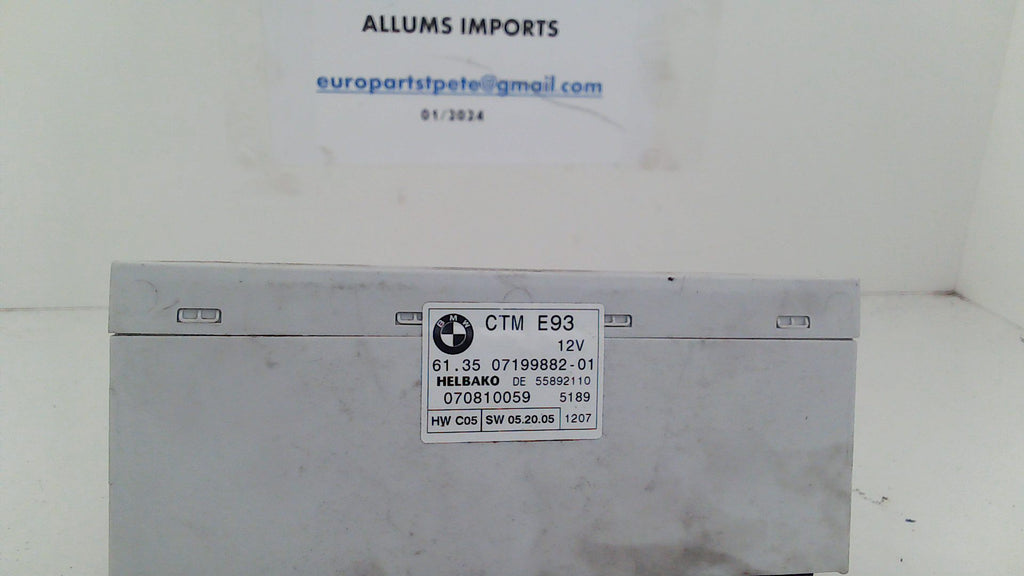 ALLUMS IMPORTS
europartstpete@gmail.com
01/2024
BMW
CTM E93
12V
61.35 07199882-01
HELBAKO DE 55892110
070810059 5189
HW C05 SW 05.20.05 1207